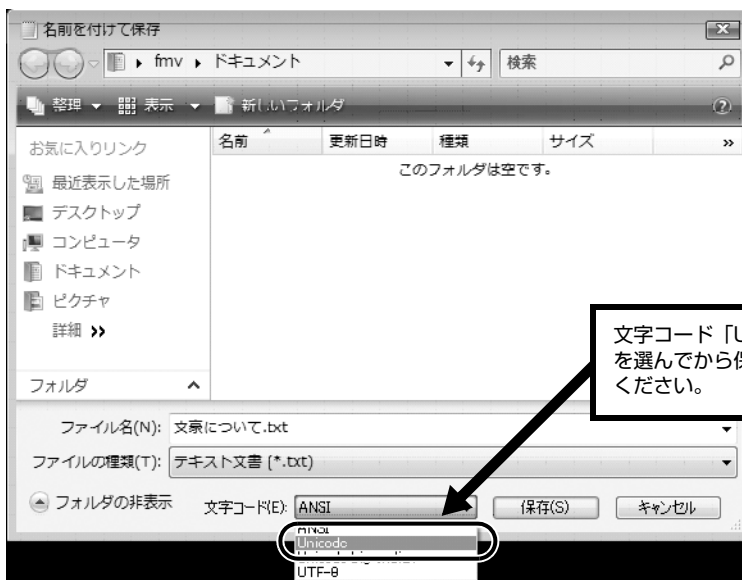 名前を付けて保存
fmv ドキュメント 検索
整理 表示 新しいフォルダ
お気に入りリンク
最近表示した場所
デスクトップ
コンピュータ
ドキュメント
ピクチャ
詳細 »
名前 更新日時 種類 サイズ »
このフォルダは空です。
文字コード「U
を選んでから保
ください。
フォルダ
ファイル名(N): 文豪について.txt
ファイルの種類(T): テキスト文書 (*.txt)
フォルダの非表示 文字コード(E): ANSI 保存(S) キャンセル
ANSI
Unicode
UTF-8